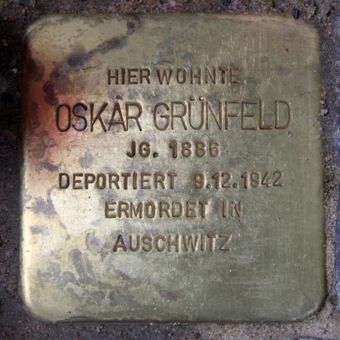 HIER WOHNTE
OSKAR GRÜNFELD
JG. 1886
DEPORTIERT 9.12.1942
ERMORDET IN
AUSCHWITZ